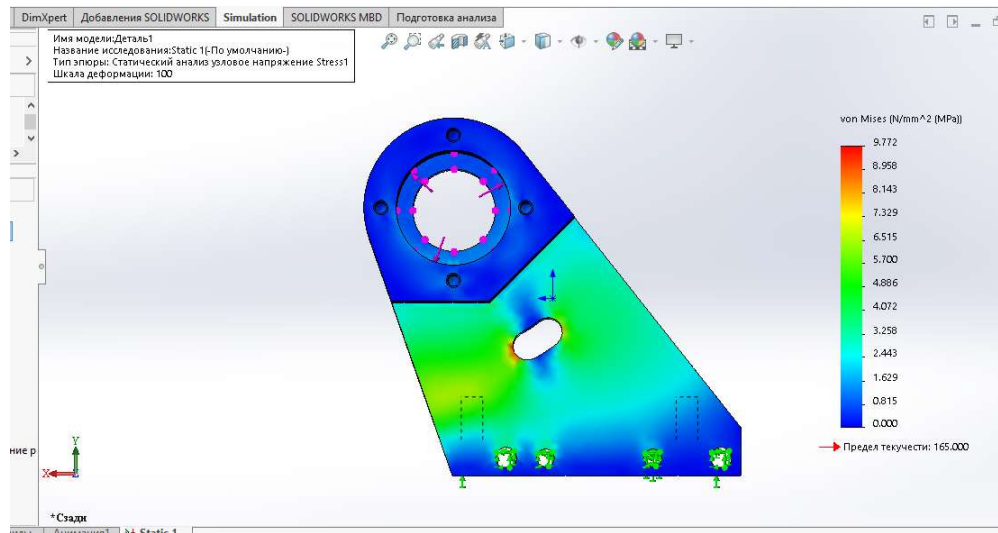 DimXpert Добавления SOLIDWORKS Simulation SOLIDWORKS MBD Подготовка анализа
Имя модели:Деталь1
Название исследования:Static 1(-По умолчанию-)
Тип эпюры: Статический анализ узловое напряжение Stress1
Шкала деформации: 100
von Mises (N/mm^2 (MPa))
9.772
8.958
8.143
7.329
6.515
5.700
4.886
4.072
3.258
2.443
1.629
0.815
0.000
Предел текучести: 165.000
Y
X
Z
*Сзади
Анимация1 Static 1